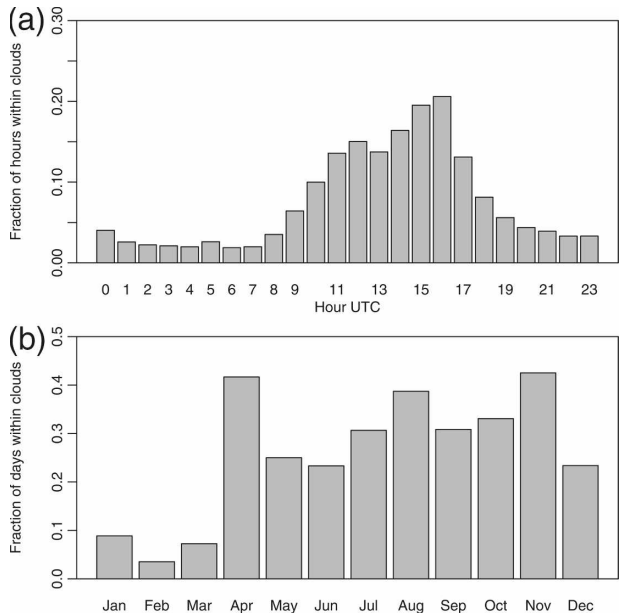 (a)
Fraction of hours within clouds
0.00 0.10 0.20 0.30
0 1 2 3 4 5 6 7 8 9 11 13 15 17 19 21 23
Hour UTC
(b)
Fraction of days within clouds
0.0 0.1 0.2 0.3 0.4 0.5
Jan Feb Mar Apr May Jun Jul Aug Sep Oct Nov Dec